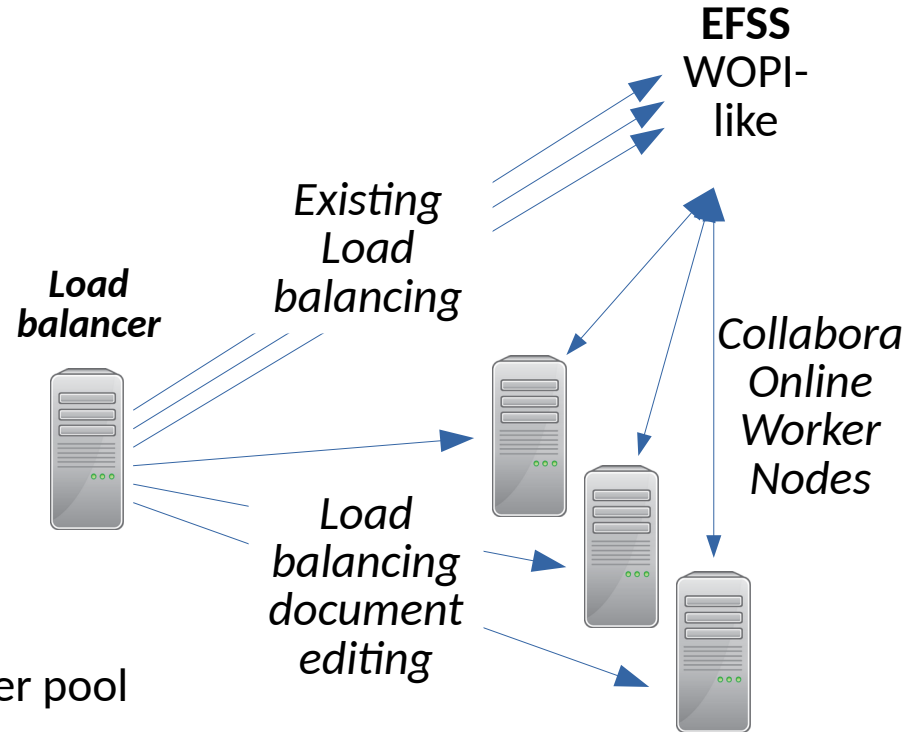 EFSS
WOPI-
like
Existing
Load
balancing
Load
balancer
Collabora
Online
Worker
Nodes
Load
balancing
document
editing
er pool